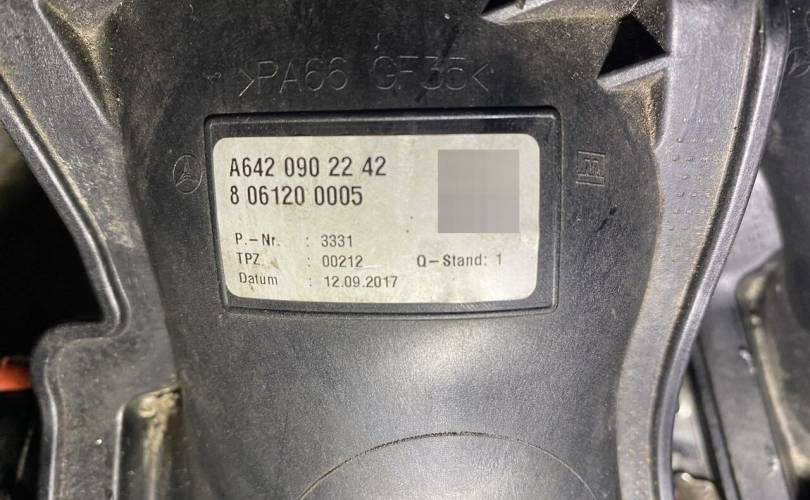 >PA66 GF35<
A642 090 22 42
8 06120 0005
P.-Nr. : 3331
TPZ : 00212 Q-Stand: 1
Datum : 12.09.2017